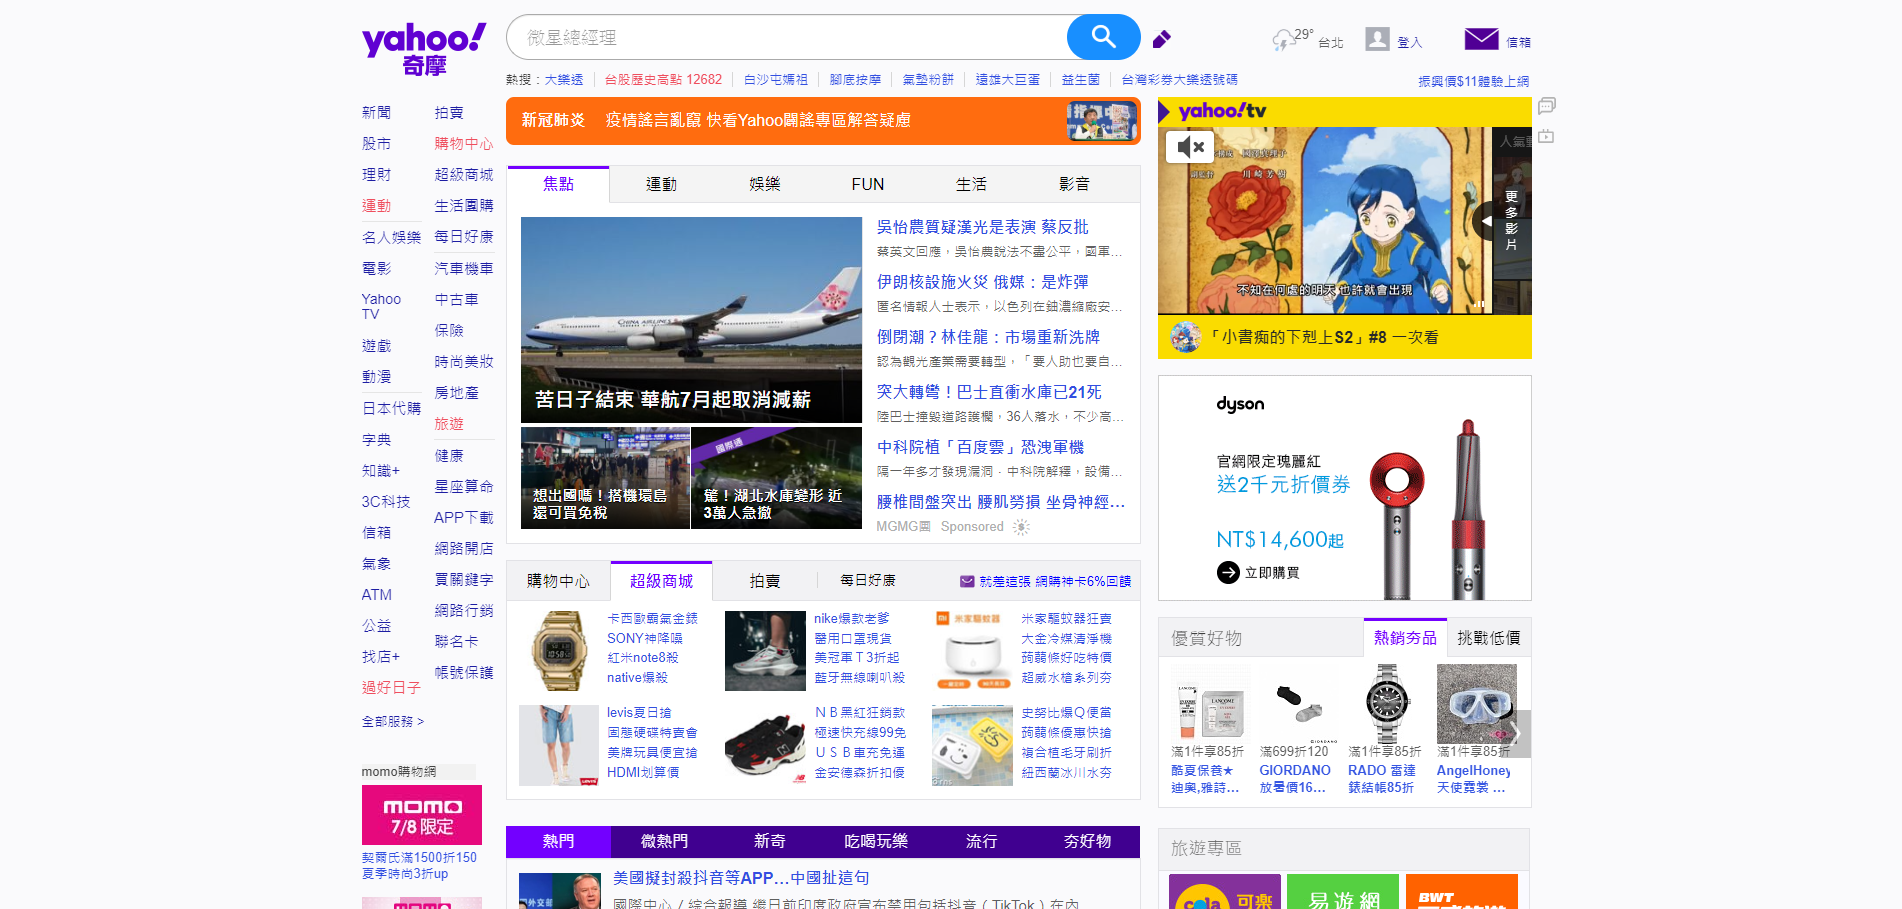 yahoo!
奇摩
微星總經理
29°
台北
登入
信箱
熱搜：大樂透
台股歷史高點 12682
白沙屯媽祖
腳底按摩
氣墊粉餅
遠雄大巨蛋
益生菌
台灣彩券大樂透號碼
振興價$11體驗上網
新聞
股市
理財
運動
名人娛樂
電影
Yahoo
TV
遊戲
動漫
日本代購
字典
知識+
3C科技
信箱
氣象
ATM
公益
找店+
過好日子
全部服務 >
拍賣
購物中心
超級商城
生活團購
每日好康
汽車機車
中古車
保險
時尚美妝
房地產
旅遊
健康
星座算命
APP下載
網路開店
買關鍵字
網路行銷
聯名卡
帳號保護
momo購物網
momo
7/8 限定
契爾氏滿1500折150
夏季時尚3折up
新冠肺炎
疫情謠言亂竄 快看Yahoo闢謠專區解答疑慮
焦點
運動
娛樂
FUN
生活
影音
CHINA AIRLINES
苦日子結束 華航7月起取消減薪
想出國嗎！搭機環島
還可買免稅
國際通
驚！湖北水庫變形 近
3萬人急撤
吳怡農質疑漢光是表演 蔡反批
蔡英文回應，吳怡農說法不盡公平，國軍...
伊朗核設施火災 俄媒：是炸彈
匿名情報人士表示，以色列在鈾濃縮廠安...
倒閉潮？林佳龍：市場重新洗牌
認為觀光產業需要轉型，「要人助也要自...
突大轉彎！巴士直衝水庫已21死
陸巴士撞毀道路護欄，36人落水，不少高...
中科院植「百度雲」恐洩軍機
隔一年多才發現漏洞．中科院解釋，設備...
腰椎間盤突出 腰肌勞損 坐骨神經...
MGMG團 Sponsored
購物中心
超級商城
拍賣
每日好康
就差這張 網購神卡6%回饋
卡西歐霸氣金錶
SONY神降噪
紅米note8殺
native爆殺
nike爆款老爹
醫用口罩現貨
美冠軍Ｔ3折起
藍牙無線喇叭殺
米家驅蚊器
米家驅蚊器狂賣
大金冷媒清淨機
蒟蒻條好吃特價
超威水槍系列夯
levis夏日搶
固態硬碟特賣會
美牌玩具便宜搶
HDMI划算價
ＮＢ黑紅狂銷款
極速快充線99免
ＵＳＢ車充免運
金安德森折扣優
史努比爆Ｑ便當
蒟蒻條優惠快搶
複合植毛牙刷折
紐西蘭冰川水夯
熱門
微熱門
新奇
吃喝玩樂
流行
夯好物
美國擬封殺抖音等APP...中國扯這句
國際中心／綜合報導 繼日前印度政府宣布禁用包括抖音（TikTok）在內
yahoo!tv
川崎芳樹
不知在何處的明天也許就會出現
更多影片
「小書痴的下剋上S2」#8 一次看
dyson
官網限定瑰麗紅
送2千元折價券
NT$14,600起
立即購買
優質好物
熱銷夯品
挑戰低價
滿1件享85折
酷夏保養★
迪奧,雅詩...
滿699折120
GIORDANO
放暑價16...
滿1件享85折
RADO 雷達
錶結帳85折
滿1件享85折
AngelHoney
天使霓裳 ...
旅遊專區
cola
可樂
易遊網
BWT